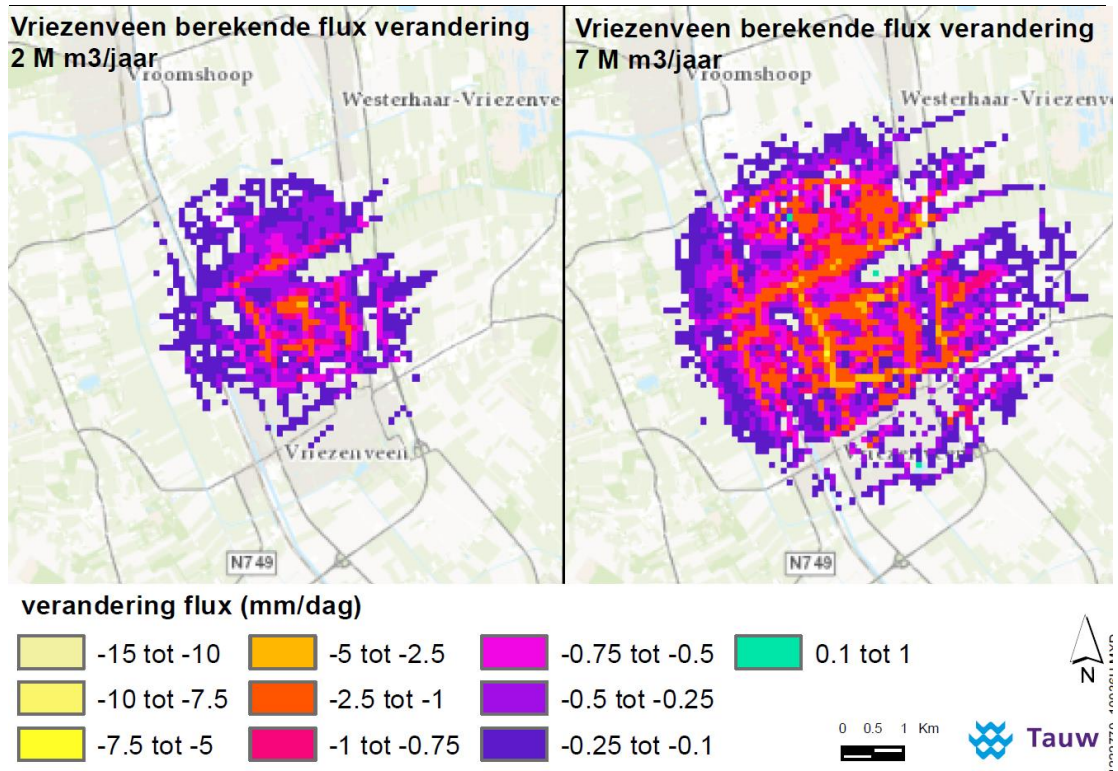 Vriezenveen berekende flux verandering
2 M m3/jaar
Vroomshoop
Westerhaar-Vriezenve
Vriezenveen
N749
Vriezenveen berekende flux verandering
7 M m3/jaar
Vroomshoop
Westerhaar-Vriezenve
Vriezenveen
N749
verandering flux (mm/dag)
-15 tot -10
-10 tot -7.5
-7.5 tot -5
-5 tot -2.5
-2.5 tot -1
-1 tot -0.75
-0.75 tot -0.5
-0.5 tot -0.25
-0.25 tot -0.1
0.1 tot 1
0 0.5 1 Km
N
Tauw